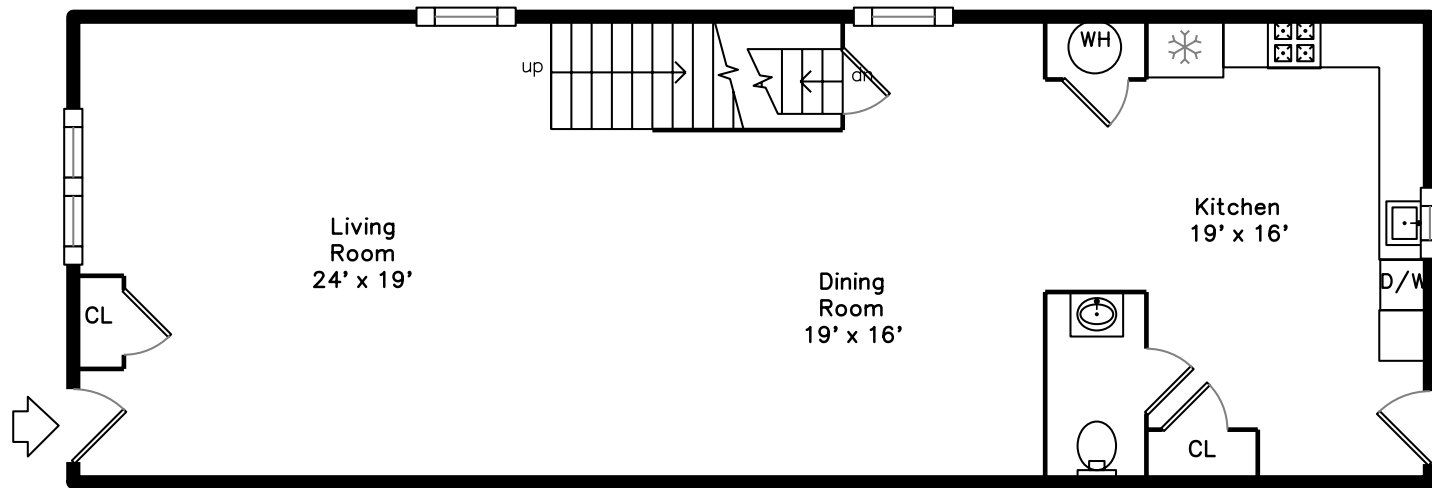 up
dn
WH
Living
Room
24' x 19'
Kitchen
19' x 16'
Dining
Room
19' x 16'
D/W
CL
CL